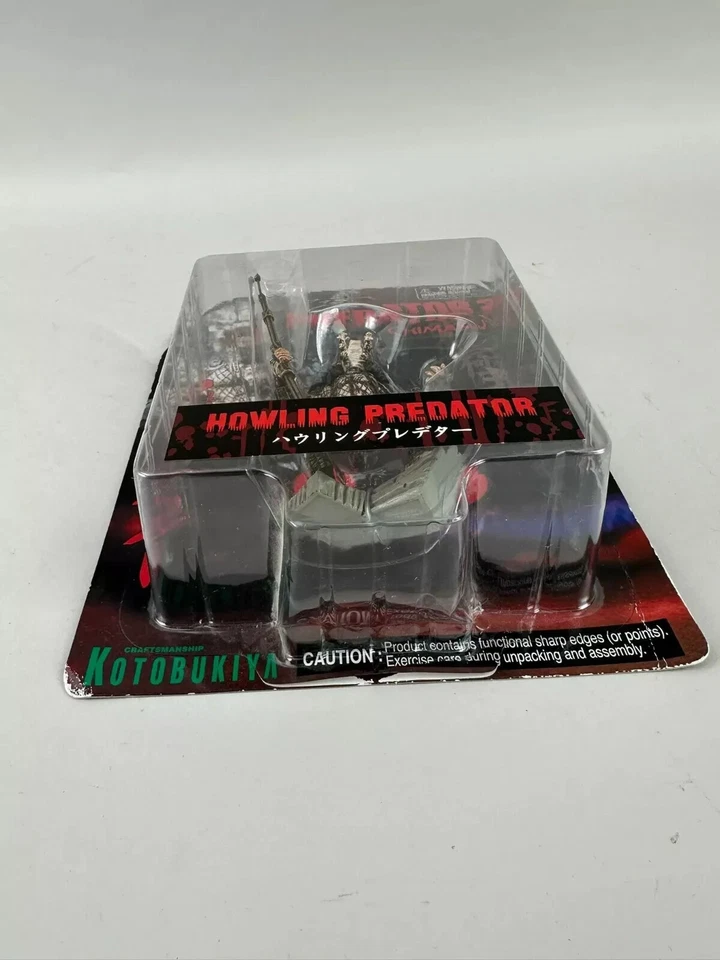 HOWLING PREDATOR
ハウリングプレデター
CRAFTSMANSHIP
KOTOBUKIYA
CAUTION : Product contains functional sharp edges (or points).
Exercise care during unpacking and assembly.